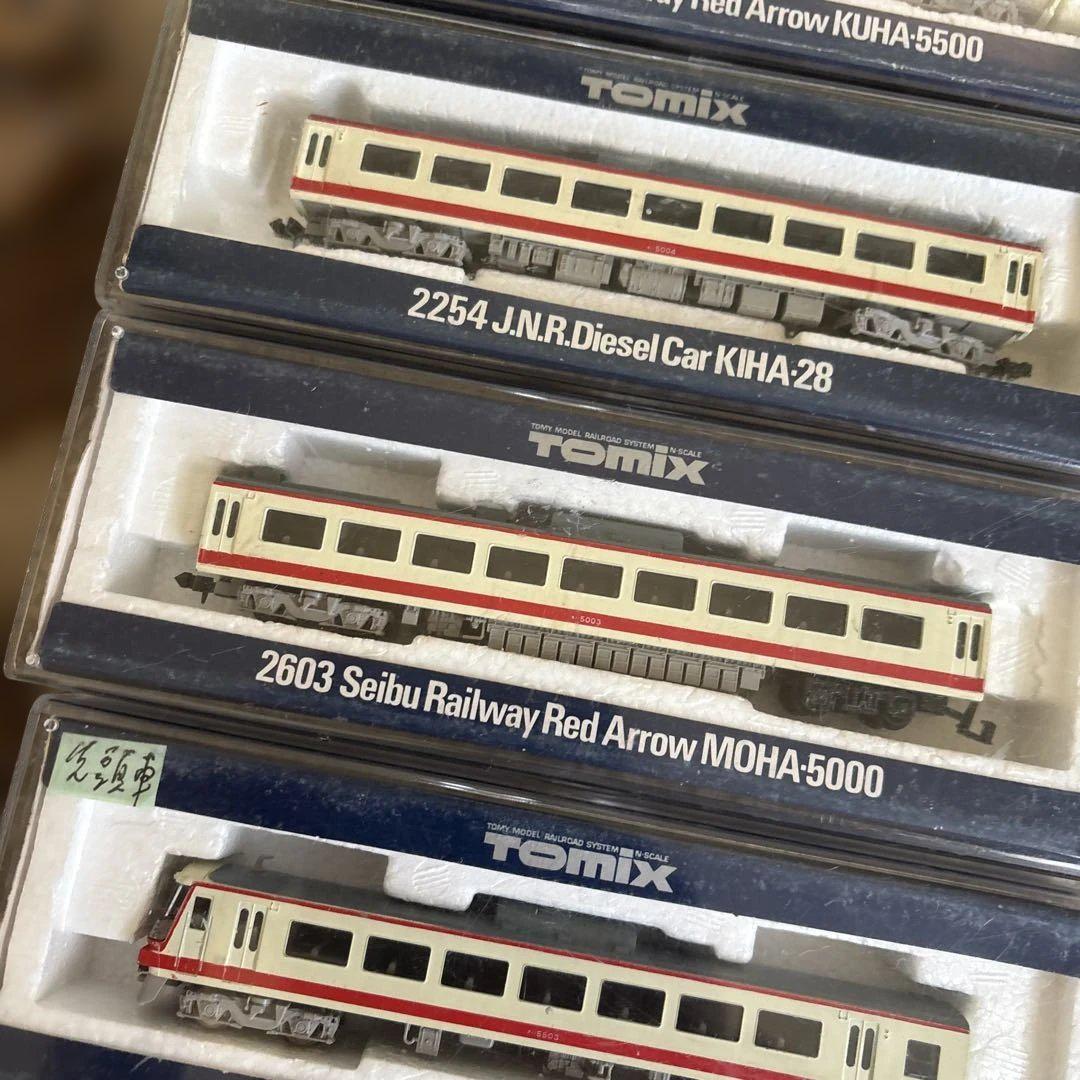 Red Arrow KUHA·5500
TOMY MODEL RAILROAD SYSTEM N-SCALE
TOMIX
5004
2254 J.N.R.Diesel Car KIHA·28
TOMY MODEL RAILROAD SYSTEM N-SCALE
TOMIX
5003
2603 Seibu Railway Red Arrow MOHA·5000
先頭車
TOMY MODEL RAILROAD SYSTEM N-SCALE
TOMIX
5503